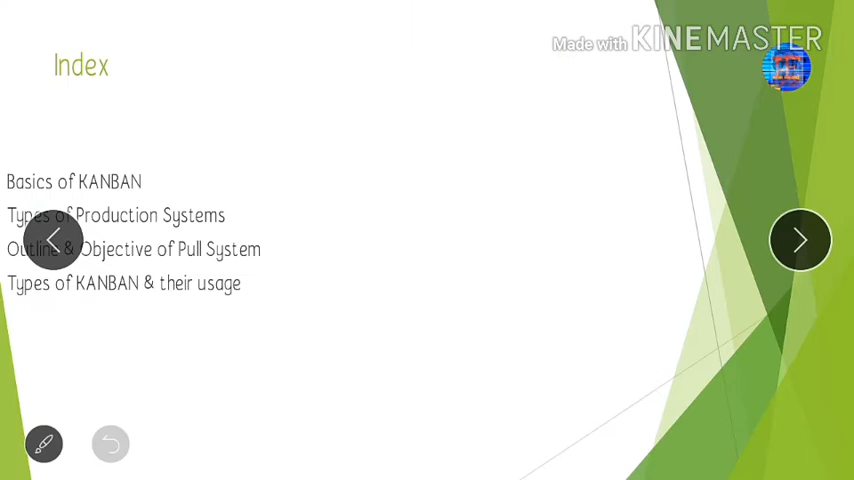 Made with KINEMASTER
Index
Basics of KANBAN
Types of Production Systems
Outline & Objective of Pull System
Types of KANBAN & their usage